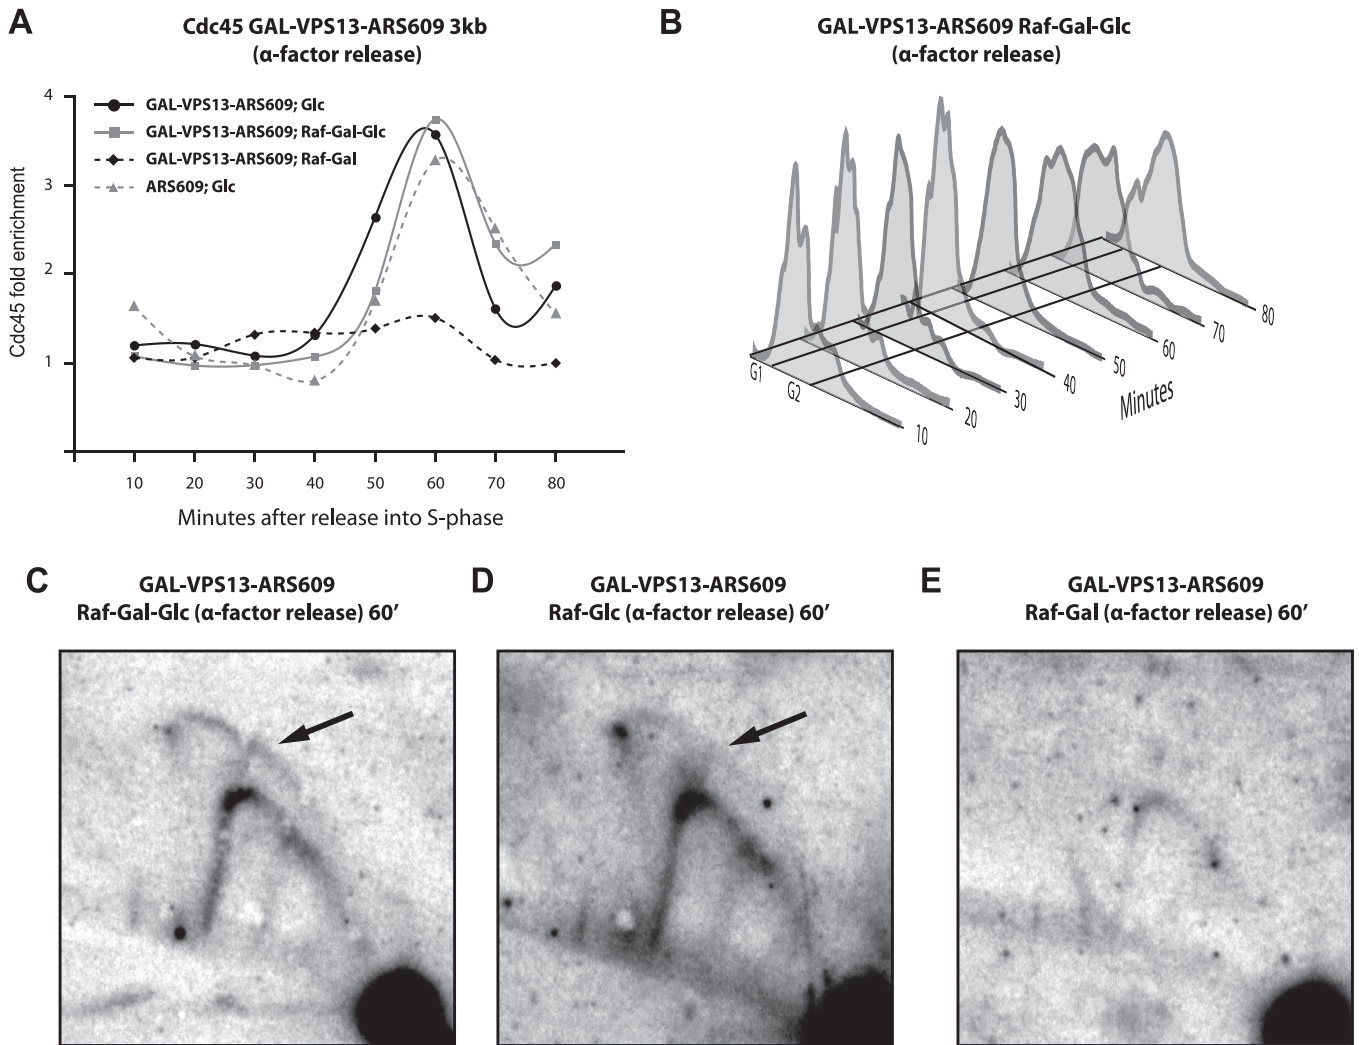 A
Cdc45 GAL-VPS13-ARS609 3kb
(α-factor release)
Cdc45 fold enrichment
4
3
2
1
GAL-VPS13-ARS609; Glc
GAL-VPS13-ARS609; Raf-Gal-Glc
GAL-VPS13-ARS609; Raf-Gal
ARS609; Glc
10 20 30 40 50 60 70 80
Minutes after release into S-phase
B
GAL-VPS13-ARS609 Raf-Gal-Glc
(α-factor release)
G1
G2
10
20
30
40
50
60
70
80
Minutes
C
GAL-VPS13-ARS609
Raf-Gal-Glc (α-factor release) 60′
D
GAL-VPS13-ARS609
Raf-Glc (α-factor release) 60′
E
GAL-VPS13-ARS609
Raf-Gal (α-factor release) 60′